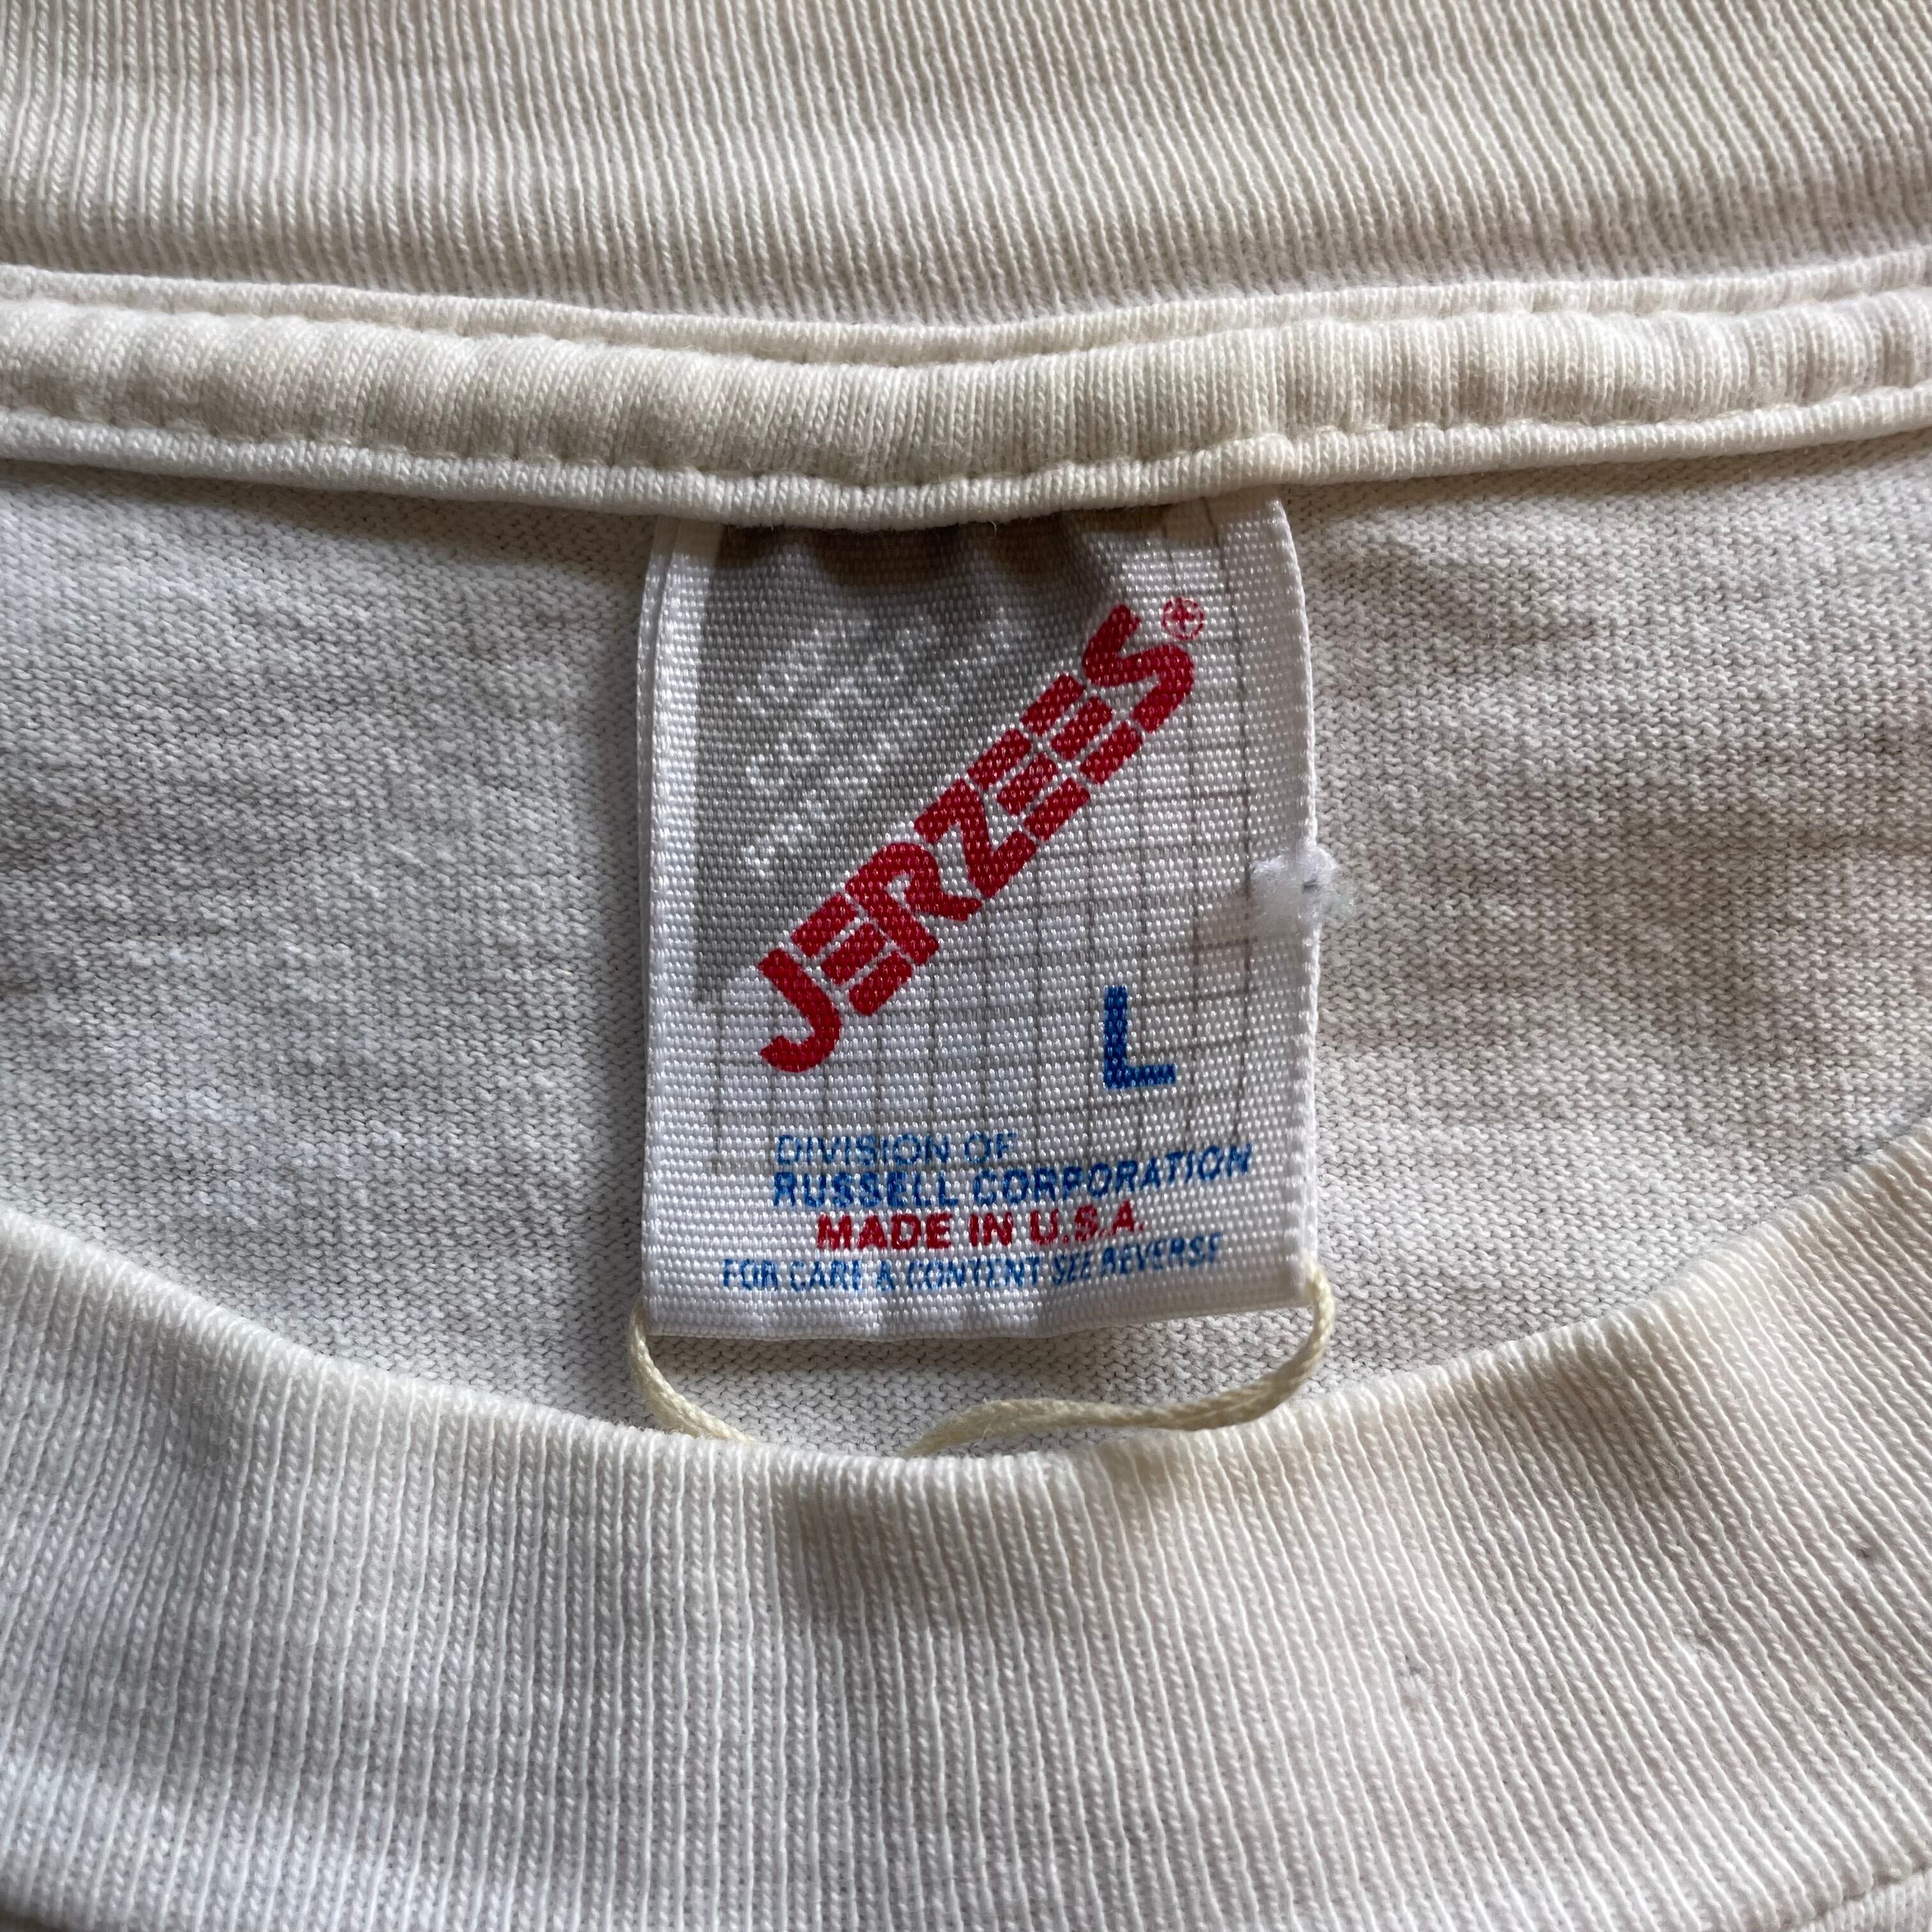 JERZEES®
L
DIVISION OF
RUSSELL CORPORATION
MADE IN U.S.A.
FOR CARE & CONTENT SEE REVERSE